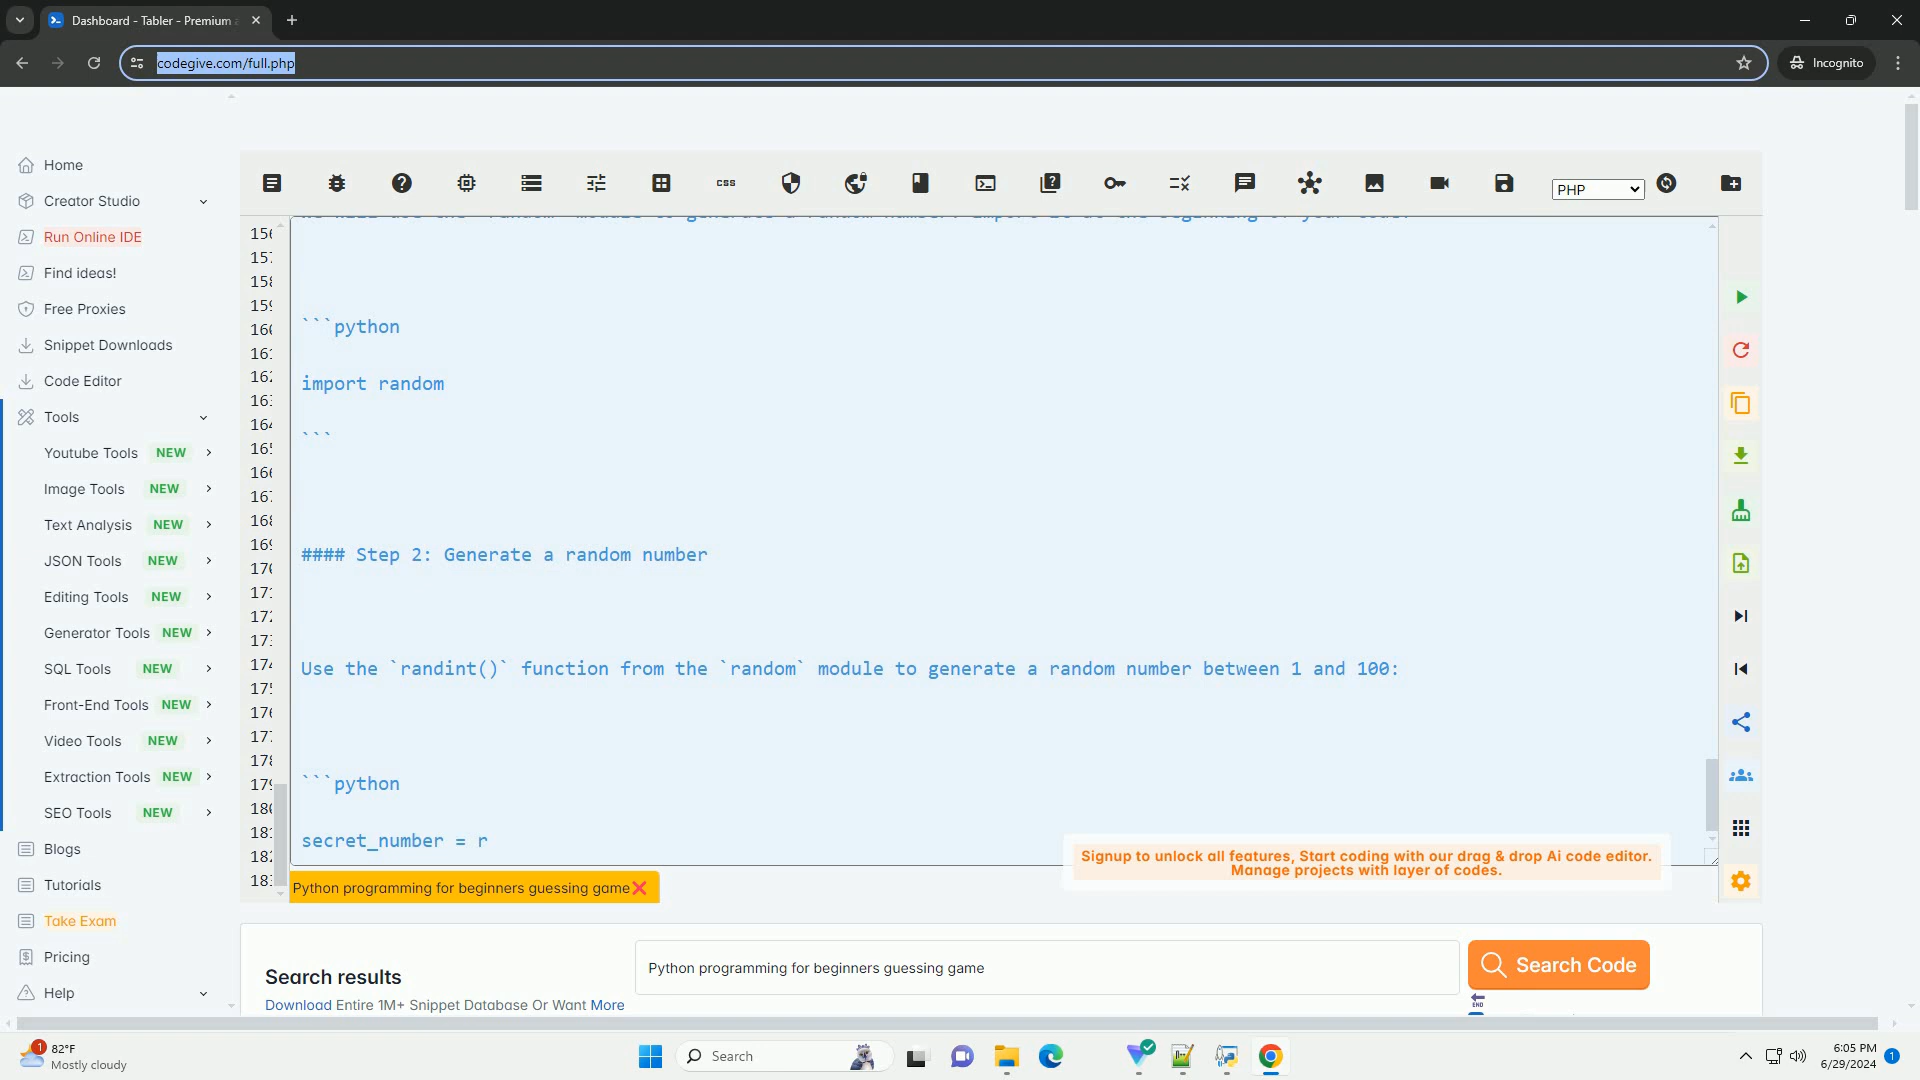 Dashboard - Tabler - Premium
codegive.com/full.php
Incognito
Home
Creator Studio
Run Online IDE
Find ideas!
Free Proxies
Snippet Downloads
Code Editor
Tools
Youtube Tools NEW
Image Tools NEW
Text Analysis NEW
JSON Tools NEW
Editing Tools NEW
Generator Tools NEW
SQL Tools NEW
Front-End Tools NEW
Video Tools NEW
Extraction Tools NEW
SEO Tools NEW
Blogs
Tutorials
Take Exam
Pricing
Help
css
PHP
```python
import random
```
#### Step 2: Generate a random number
Use the `randint()` function from the `random` module to generate a random number between 1 and 100:
```python
secret_number = r
Signup to unlock all features, Start coding with our drag & drop Ai code editor.
Manage projects with layer of codes.
Python programming for beginners guessing game
Search results
Download Entire 1M+ Snippet Database Or Want More
Python programming for beginners guessing game
Search Code
END
1
82°F
Mostly cloudy
Search
6:05 PM
6/29/2024
1